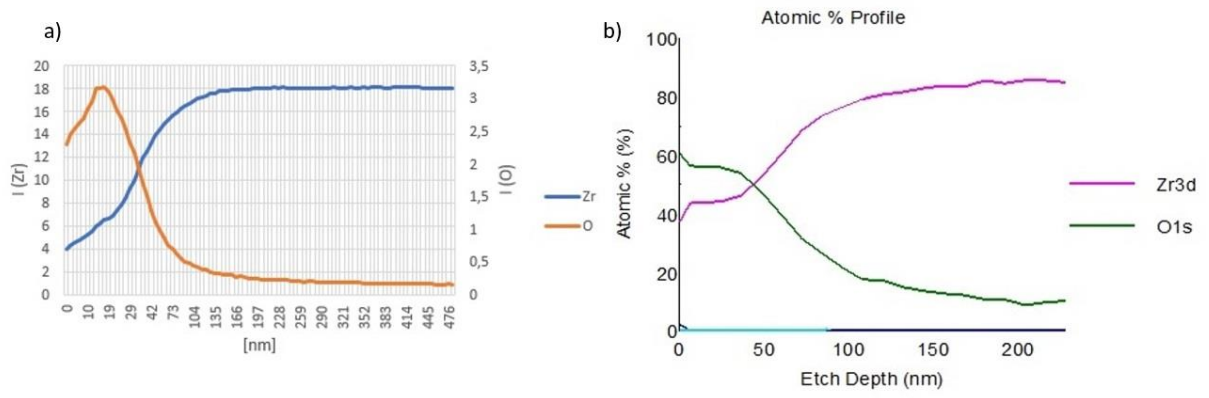 a)
20
18
16
14
12
10
8
6
4
2
0
I (Zr)
3,5
3
2,5
2
1,5
1
0,5
0
I (O)
0 10 19 29 42 73 104 135 166 197 228 259 290 321 352 383 414 445 476
[nm]
Zr
O
b)
Atomic % Profile
100
80
60
40
20
0
Atomic % (%)
0 50 100 150 200
Etch Depth (nm)
Zr3d
O1s